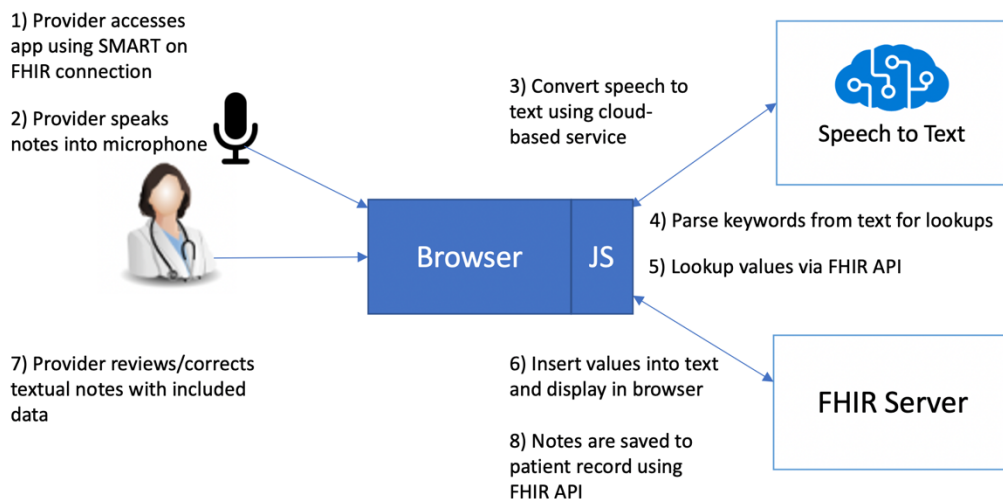 1) Provider accesses
app using SMART on
FHIR connection
2) Provider speaks
notes into microphone
3) Convert speech to
text using cloud-
based service
Speech to Text
Browser
JS
4) Parse keywords from text for lookups
5) Lookup values via FHIR API
7) Provider reviews/corrects
textual notes with included
data
6) Insert values into text
and display in browser
FHIR Server
8) Notes are saved to
patient record using
FHIR API